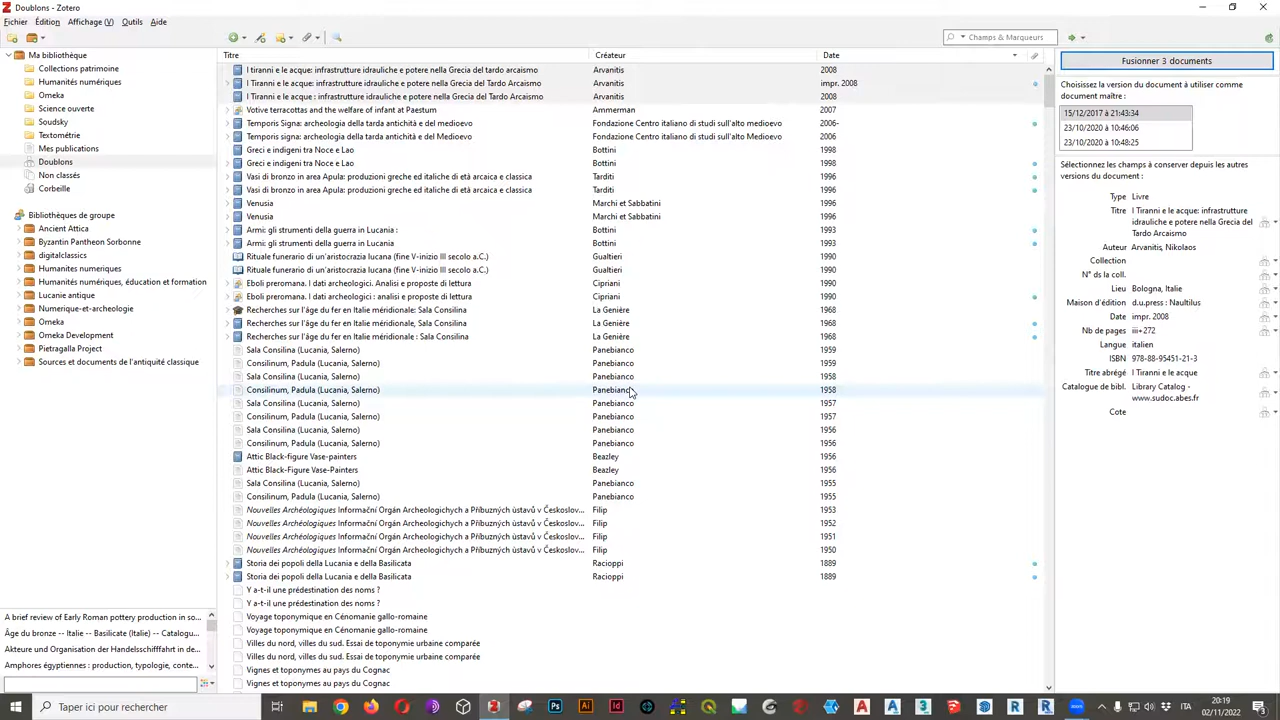 Doublons - Zotero
Fichier Édition Affichage (V) Outils Aide
Champs & Marqueurs
Ma bibliothèque
Collections patrimoine
Humanités numériques
Omeka
Science ouverte
Soudsky
Textométrie
Mes publications
Doublons
Non classés
Corbeille
Bibliothèques de groupe
Ancient Attica
Byzantin Pantheon Sorbonne
digitalclassics
Humanites numeriques
Humanités numériques, éducation et formation
Lucanie antique
Numerique-et-archeologie
Omeka
Omeka Development
Pietragalla Project
Sources et documents de l'antiquité classique
A brief review of Early Roman pottery production in so...
Âge du bronze -- Italie -- Basilicate (Italie) -- Catalogu...
Akteure und Organisation der Handelsschifffahrt in de...
Amphores égyptiennes : production, typologie, conte...
Titre Créateur Date
I tiranni e le acque: infrastrutture idrauliche e potere nella Grecia del tardo arcaismo Arvanitis 2008
I Tiranni e le acque: infrastrutture idrauliche e potere nella Grecia del Tardo Arcaismo Arvanitis impr. 2008
I Tiranni e le acque : infrastrutture idrauliche e potere nella Grecia del Tardo Arcaismo Arvanitis 2008
Votive terracottas and the welfare of infant at Paestum Ammerman 2007
Temporis Signa: archeologia della tarda antichità e del medioevo Fondazione Centro italiano di studi sull'alto medioevo 2006-
Temporis Signa: archeologia della tarda antichità e del Medioevo Fondazione Centro italiano di studi sull'alto medioevo 2006
Greci e indigeni tra Noce e Lao Bottini 1998
Greci e indigeni tra Noce e Lao Bottini 1998
Vasi di bronzo in area Apula: produzioni greche ed italiche di età arcaica e classica Tarditi 1996
Vasi di bronzo in area Apula: produzioni greche ed italiche di età arcaica e classica Tarditi 1996
Venusia Marchi et Sabbatini 1996
Venusia Marchi et Sabbatini 1996
Armi: gli strumenti della guerra in Lucania : Bottini 1993
Armi: gli strumenti della guerra in Lucania Bottini 1993
Rituale funerario di un'aristocrazia lucana (fine V-inizio III secolo a.C.) Gualtieri 1990
Rituale funerario di un'aristocrazia lucana (fine V-inizio III secolo a.C.) Gualtieri 1990
Eboli preromana. I dati archeologici. Analisi e proposte di lettura Cipriani 1990
Eboli preromana. I dati archeologici : analisi e proposte di lettura Cipriani 1990
Recherches sur l'âge du fer en Italie méridionale: Sala Consilina La Genière 1968
Recherches sur l'âge du fer en Italie méridionale, Sala Consilina La Genière 1968
Recherches sur l'âge du fer en Italie méridionale : Sala Consilina La Genière 1968
Sala Consilina (Lucania, Salerno) Panebianco 1959
Consilinum, Padula (Lucania, Salerno) Panebianco 1959
Sala Consilina (Lucania, Salerno) Panebianco 1958
Consilinum, Padula (Lucania, Salerno) Panebianco 1958
Sala Consilina (Lucania, Salerno) Panebianco 1957
Consilinum, Padula (Lucania, Salerno) Panebianco 1957
Sala Consilina (Lucania, Salerno) Panebianco 1956
Consilinum, Padula (Lucania, Salerno) Panebianco 1956
Attic Black-figure Vase-painters Beazley 1956
Attic Black-Figure Vase-Painters Beazley 1956
Sala Consilina (Lucania, Salerno) Panebianco 1955
Consilinum, Padula (Lucania, Salerno) Panebianco 1955
Nouvelles Archéologiques Informační Orgán Archeologichych a Příbuzných ústavů v Českoslov... Filip 1953
Nouvelles Archéologiques Informační Orgán Archeologichych a Příbuzných ústavů v Českoslov... Filip 1952
Nouvelles Archéologiques Informační Orgán Archeologichych a Příbuzných ústavů v Českoslov... Filip 1951
Nouvelles Archéologiques Informační Orgán Archeologichych a Příbuzných ústavů v Českoslov... Filip 1950
Storia dei popoli della Lucania e della Basilicata Racioppi 1889
Storia dei popoli della Lucania e della Basilicata Racioppi 1889
Y a-t-il une prédestination des noms ?
Y a-t-il une prédestination des noms ?
Voyage toponymique en Cénomanie gallo-romaine
Voyage toponymique en Cénomanie gallo-romaine
Villes du nord, villes du sud. Essai de toponymie urbaine comparée
Villes du nord, villes du sud. Essai de toponymie urbaine comparée
Vignes et toponymes au pays du Cognac
Vignes et toponymes au pays du Cognac
Fusionner 3 documents
Choisissez la version du document à utiliser comme
document maître :
15/12/2017 à 21:43:34
23/10/2020 à 10:46:06
23/10/2020 à 10:48:25
Sélectionnez les champs à conserver depuis les autres
versions du document :
Type Livre
Titre I Tiranni e le acque: infrastrutture
idrauliche e potere nella Grecia del
Tardo Arcaismo
Auteur Arvanitis, Nikolaos
Collection
N° ds la coll.
Lieu Bologna, Italie
Maison d'édition d.u.press : Naultilus
Date impr. 2008
Nb de pages iii+272
Langue italien
ISBN 978-88-95451-21-3
Titre abrégé I Tiranni e le acque
Catalogue de bibl. Library Catalog -
www.sudoc.abes.fr
Cote
Taper ici pour rechercher
ITA
20:19
02/11/2022